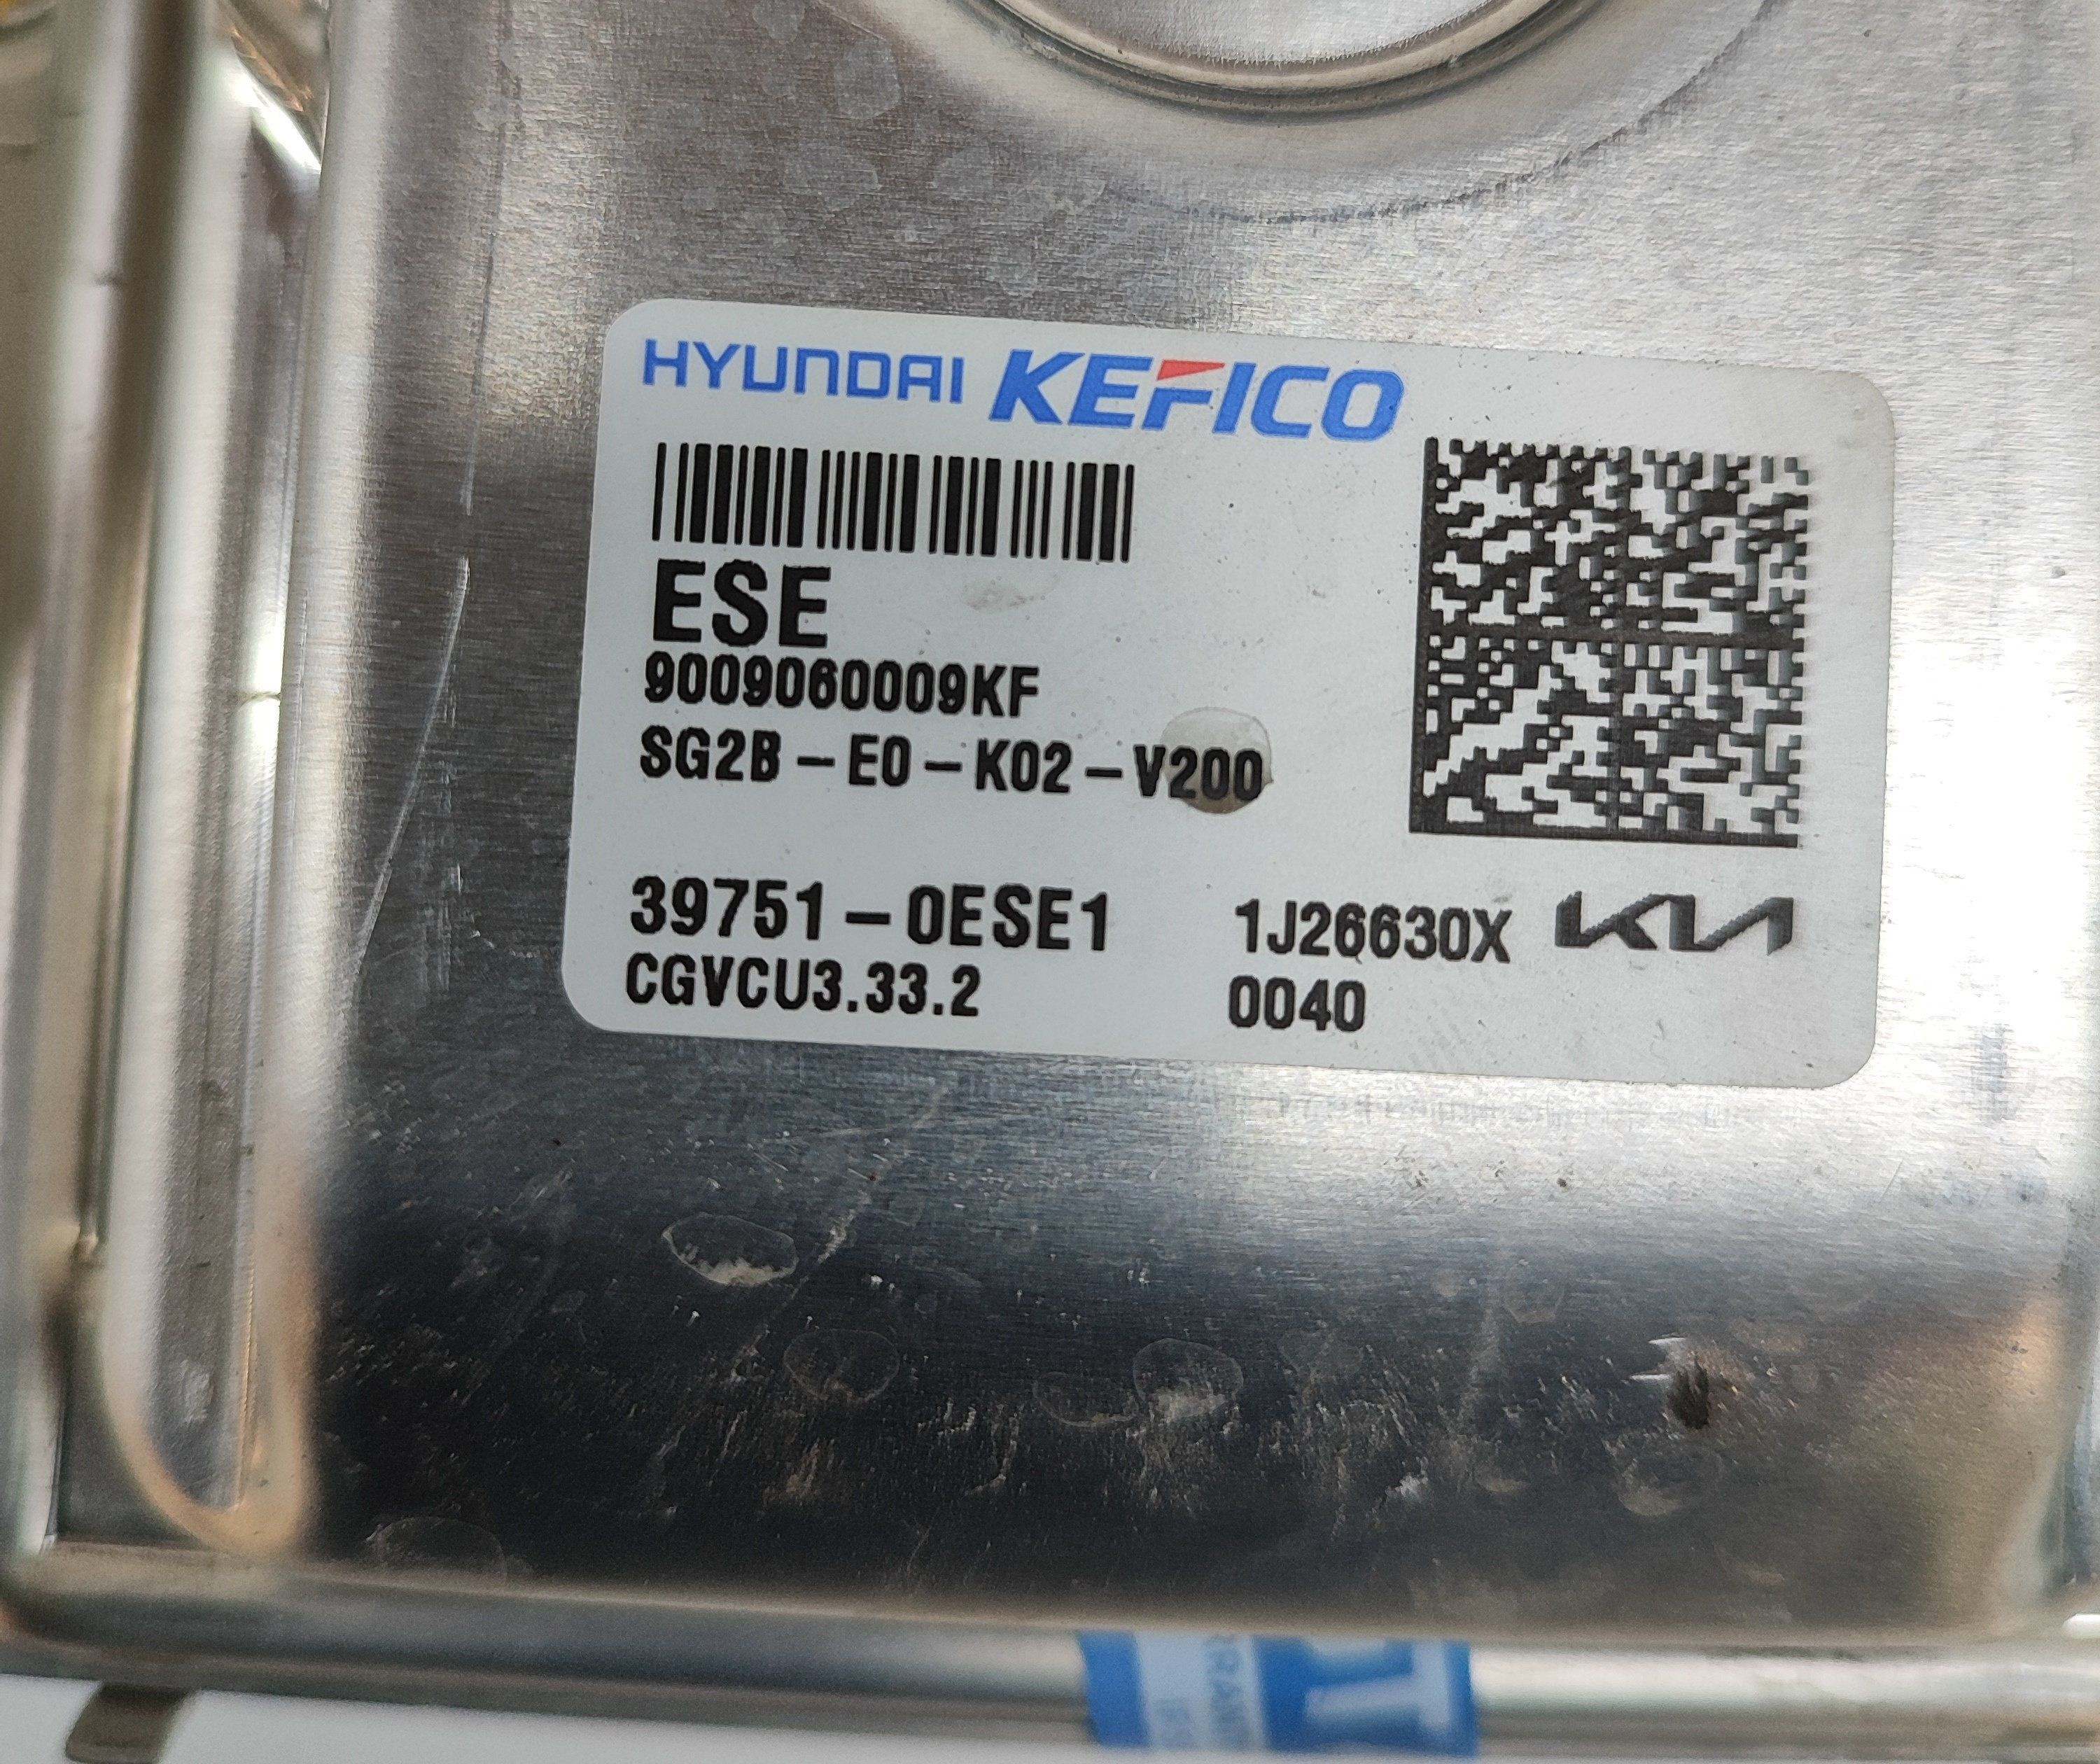 HYUNDAI KEFICO
ESE
9009060009KF
SG2B-E0-K02-V200
39751-0ESE1 1J26630X KIA
CGVCU3.33.2 0040